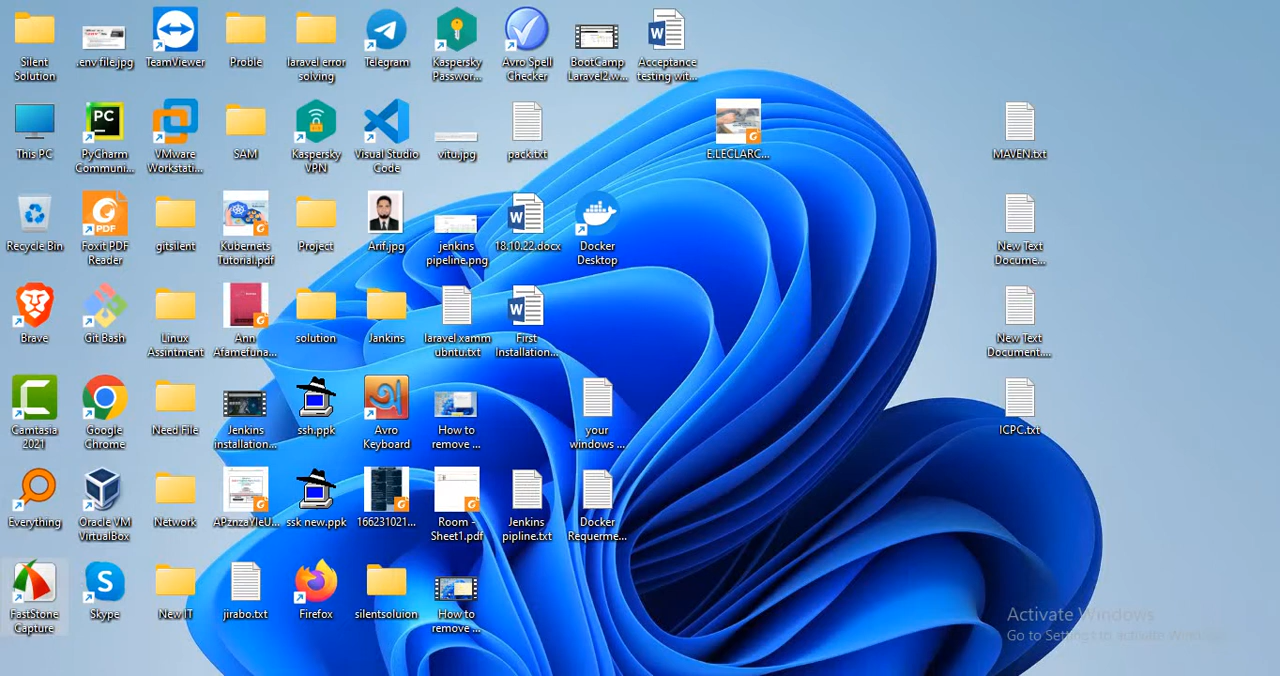 Silent
Solution
.env file.jpg
TeamViewer
Proble
laravel error
solving
Telegram
Kaspersky
Passwor...
Avro Spell
Checker
BootCamp
Laravel2.w...
Acceptance
testing wit...
This PC
PC
PyCharm
Communi...
VMware
Workstati...
SAM
Kaspersky
VPN
Visual Studio
Code
vitu.jpg
pack.txt
E.LECLARC...
MAVEN.txt
Recycle Bin
PDF
Foxit PDF
Reader
gitsilent
Kubernets
Tutorial.pdf
Project
Arif.jpg
jenkins
pipeline.png
18.10.22.docx
Docker
Desktop
New Text
Docume...
Brave
Git Bash
Linux
Assintment
Ann
Afamefuna...
solution
Jankins
laravel xamm
ubntu.txt
First
Installation...
New Text
Document....
Camtasia
2021
Google
Chrome
Need File
Jenkins
installation...
ssh.ppk
Avro
Keyboard
How to
remove ...
your
windows ...
ICPC.txt
Everything
Oracle VM
VirtualBox
Network
APznzaYIeU...
ssk new.ppk
166231021...
Room -
Sheet1.pdf
Jenkins
pipline.txt
Docker
Requerme...
FastStone
Capture
Skype
New IT
jirabo.txt
Firefox
silentsoluion
How to
remove ...
Activate Windows
Go to Settings to activate Windows.